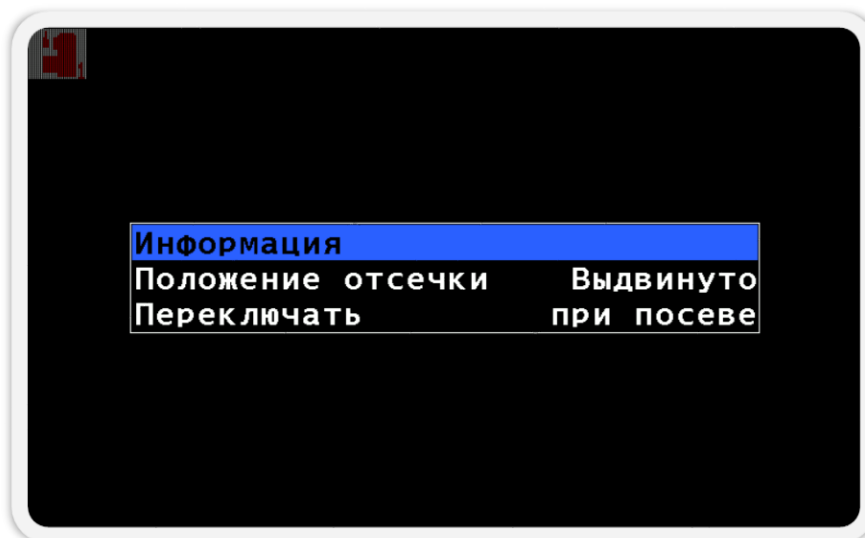 Информация
Положение отсечки Выдвинуто
Переключать при посеве